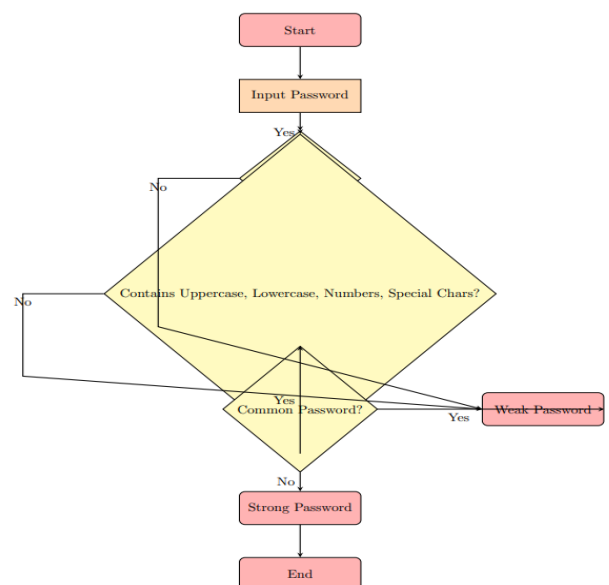 Start
Input Password
Yes
No
Contains Uppercase, Lowercase, Numbers, Special Chars?
No
Yes
Common Password?
Yes
Weak Password
No
Strong Password
End